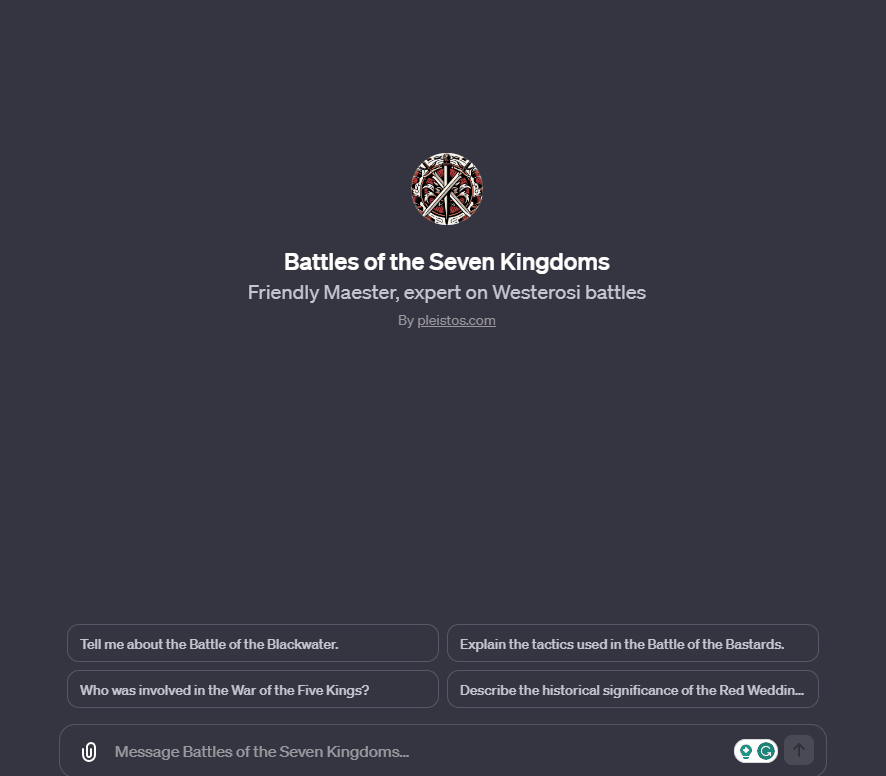 Battles of the Seven Kingdoms
Friendly Maester, expert on Westerosi battles
By pleistos.com
Tell me about the Battle of the Blackwater.
Explain the tactics used in the Battle of the Bastards.
Who was involved in the War of the Five Kings?
Describe the historical significance of the Red Weddin...
Message Battles of the Seven Kingdoms...